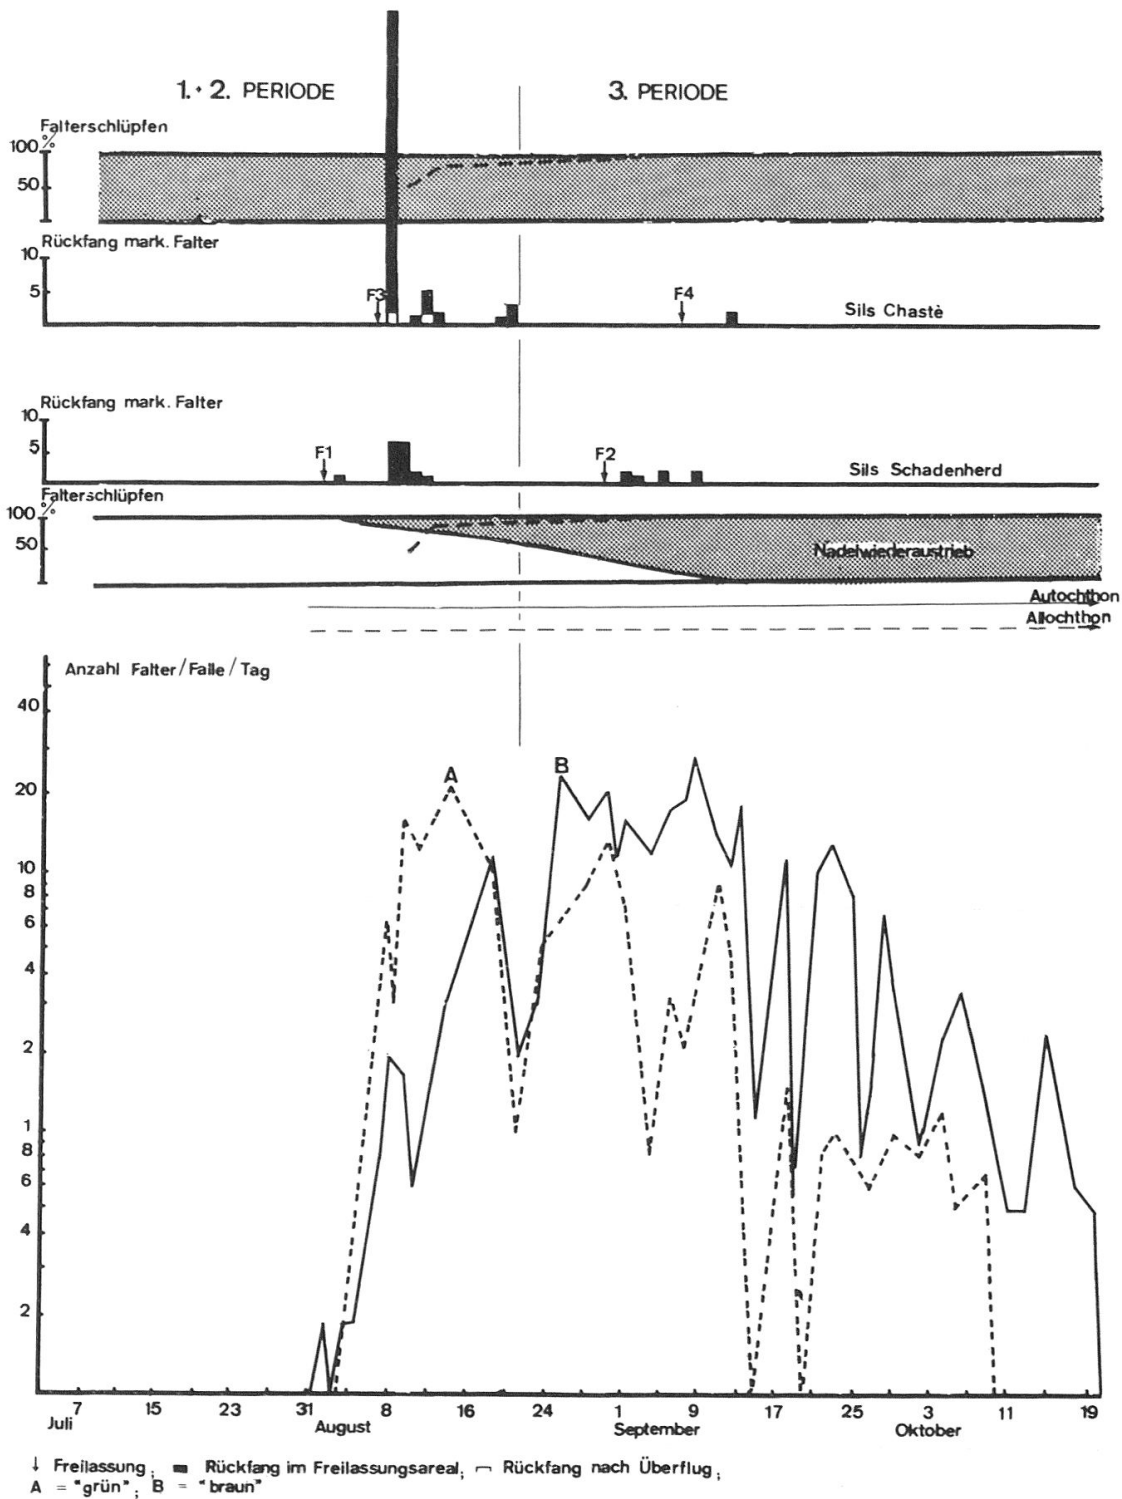 1.+2. PERIODE 3. PERIODE
Falterschlüpfen
100 %
50
Rückfang mark. Falter
10
5
F3 F4
Sils Chastè
Rückfang mark. Falter
10
5
F1 F2
Sils Schadenherd
Falterschlüpfen
100 %
50
Nadelwiederaustrieb
Autochthon
Allochthon
Anzahl Falter/Falle/Tag
40
A B
20
10
8
6
4
2
1
8
6
4
2
7 15 23 31 8 16 24 1 9 17 25 3 11 19
Juli August September Oktober
↓ Freilassung; ■ Rückfang im Freilassungsareal; Rückfang nach Überflug;
A = "grün"; B = "braun"